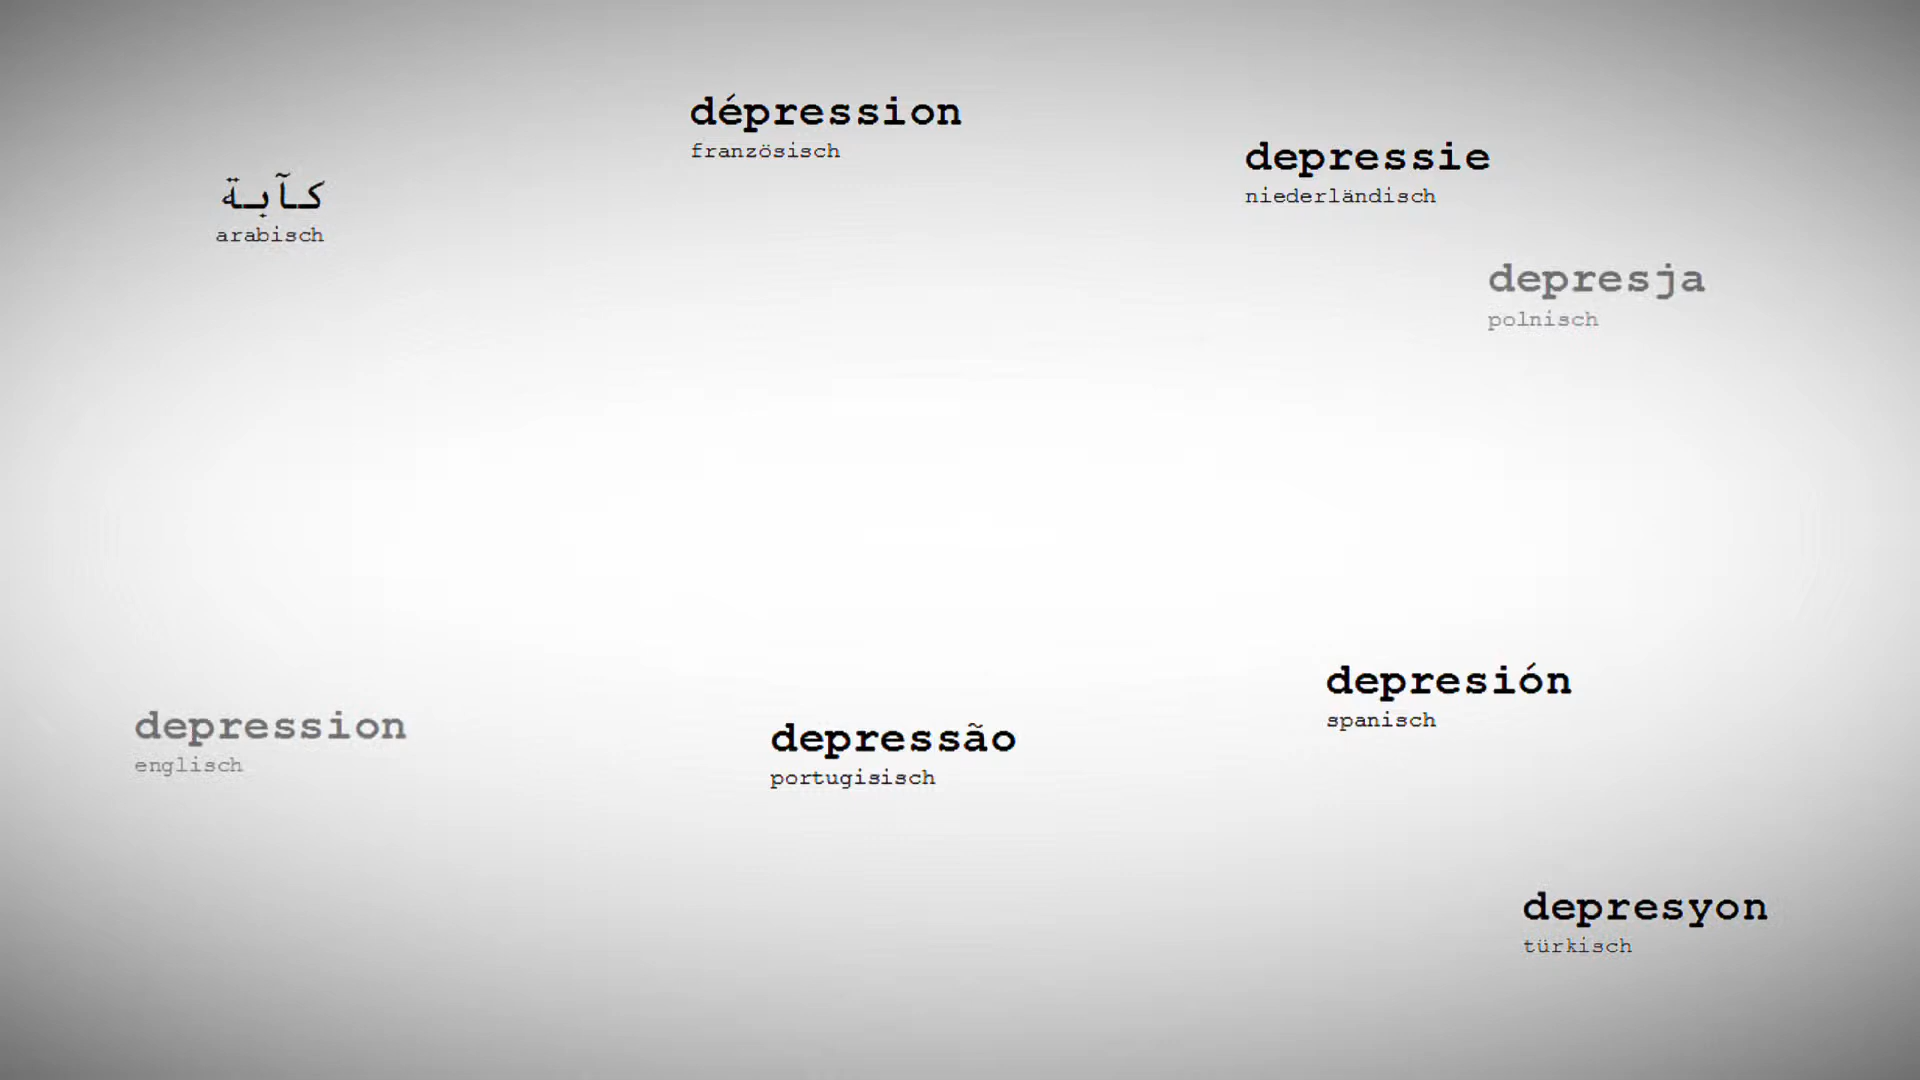 dépression
französisch
depressie
niederländisch
كآبة
arabisch
depresja
polnisch
depresión
spanisch
depression
englisch
depressão
portugisisch
depresyon
türkisch